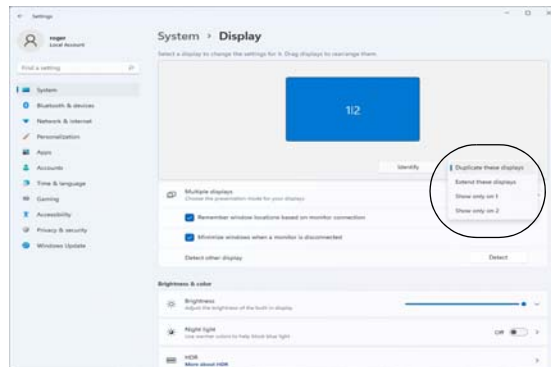 Settings
roger
Local Account
Find a setting
System
Bluetooth & devices
Network & internet
Personalization
Apps
Accounts
Time & language
Gaming
Accessibility
Privacy & security
Windows Update
System > Display
Select a display to change the settings for it. Drag displays to rearrange them.
1|2
Identify
Duplicate these displays
Extend these displays
Show only on 1
Show only on 2
Multiple displays
Choose the presentation mode for your displays
Remember window locations based on monitor connection
Minimize windows when a monitor is disconnected
Detect other display
Detect
Brightness & color
Brightness
Adjust the brightness of the built-in display
Night light
Use warmer colors to help block blue light
Off
HDR
More about HDR